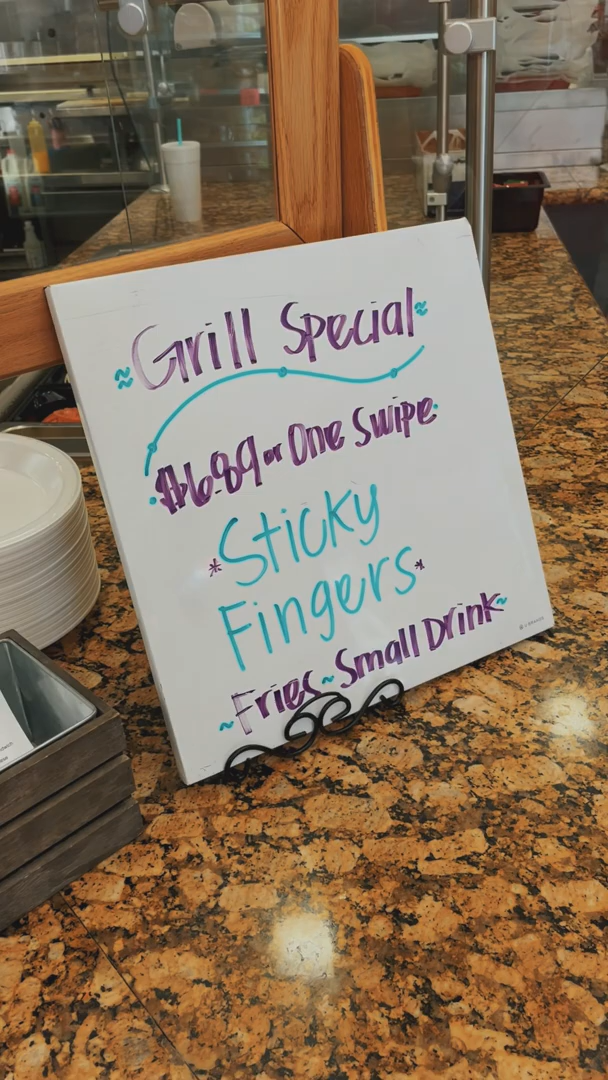 Grill Special
$6.89 or One Swipe
*Sticky
Fingers*
~Fries~Small Drink~